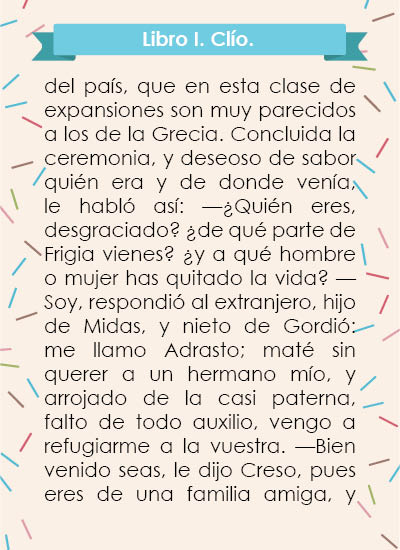 Libro I. Clío.
del país, que en esta clase de
expansiones son muy parecidos
a los de la Grecia. Concluida la
ceremonia, y deseoso de sabor
quién era y de donde venía,
le habló así: —¿Quién eres,
desgraciado? ¿de qué parte de
Frigia vienes? ¿y a qué hombre
o mujer has quitado la vida? —
Soy, respondió al extranjero, hijo
de Midas, y nieto de Gordió:
me llamo Adrasto; maté sin
querer a un hermano mío, y
arrojado de la casi paterna,
falto de todo auxilio, vengo a
refugiarme a la vuestra. —Bien
venido seas, le dijo Creso, pues
eres de una familia amiga, y